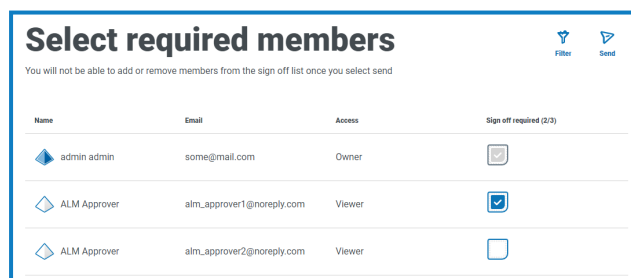 Select required members
Filter
Send
You will not be able to add or remove members from the sign off list once you select send
Name Email Access Sign off required (2/3)
admin admin some@mail.com Owner
ALM Approver alm_approver1@noreply.com Viewer
ALM Approver alm_approver2@noreply.com Viewer